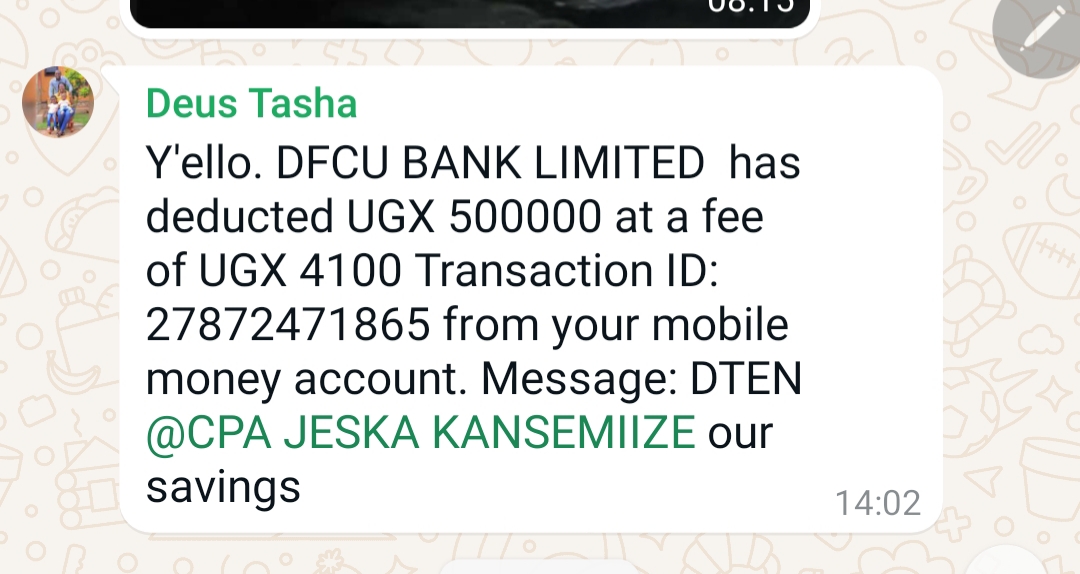 08:15
Deus Tasha
Y'ello. DFCU BANK LIMITED  has
deducted UGX 500000 at a fee
of UGX 4100 Transaction ID:
27872471865 from your mobile
money account. Message: DTEN
@CPA JESKA KANSEMIIZE our
savings
14:02